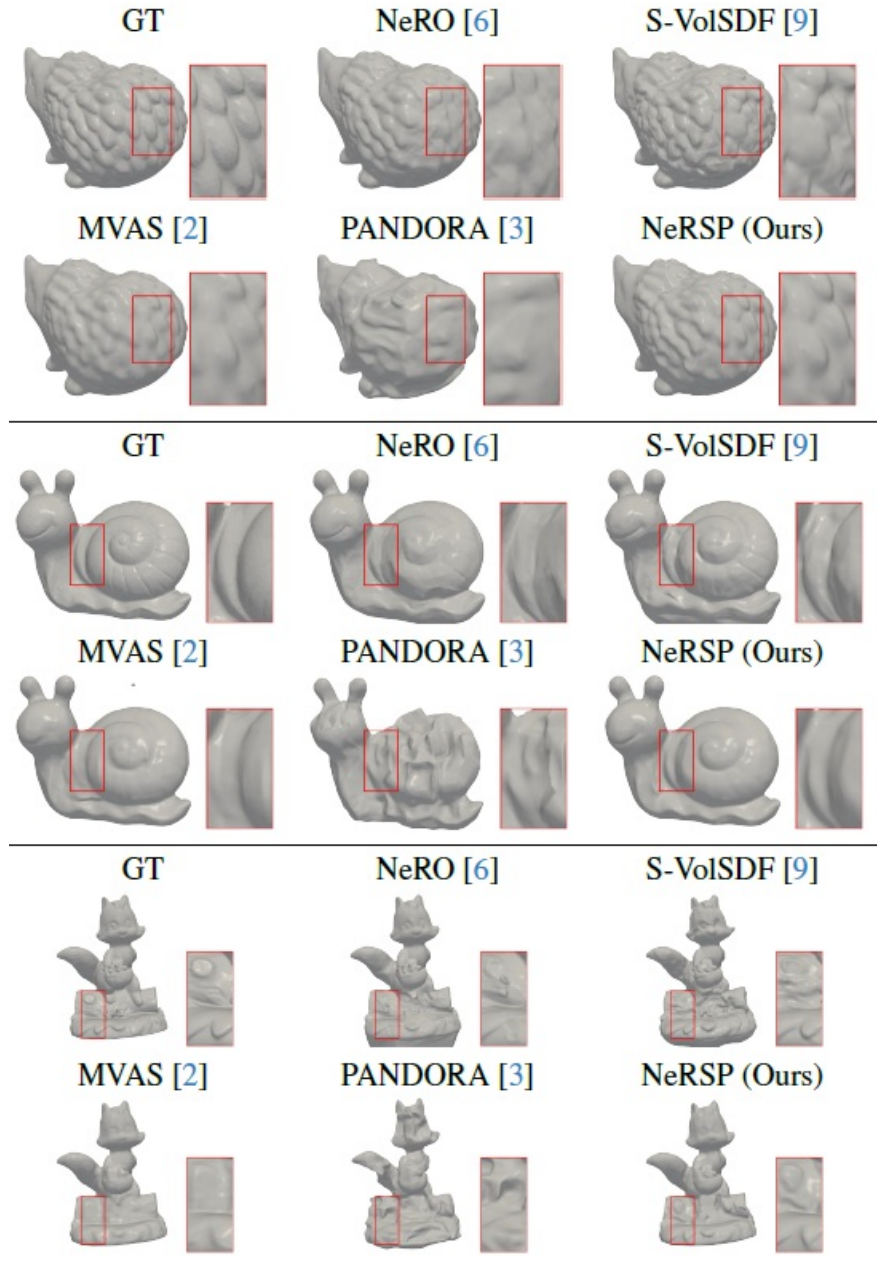 GT NeRO [6] S-VolSDF [9]
MVAS [2] PANDORA [3] NeRSP (Ours)
GT NeRO [6] S-VolSDF [9]
MVAS [2] PANDORA [3] NeRSP (Ours)
GT NeRO [6] S-VolSDF [9]
MVAS [2] PANDORA [3] NeRSP (Ours)